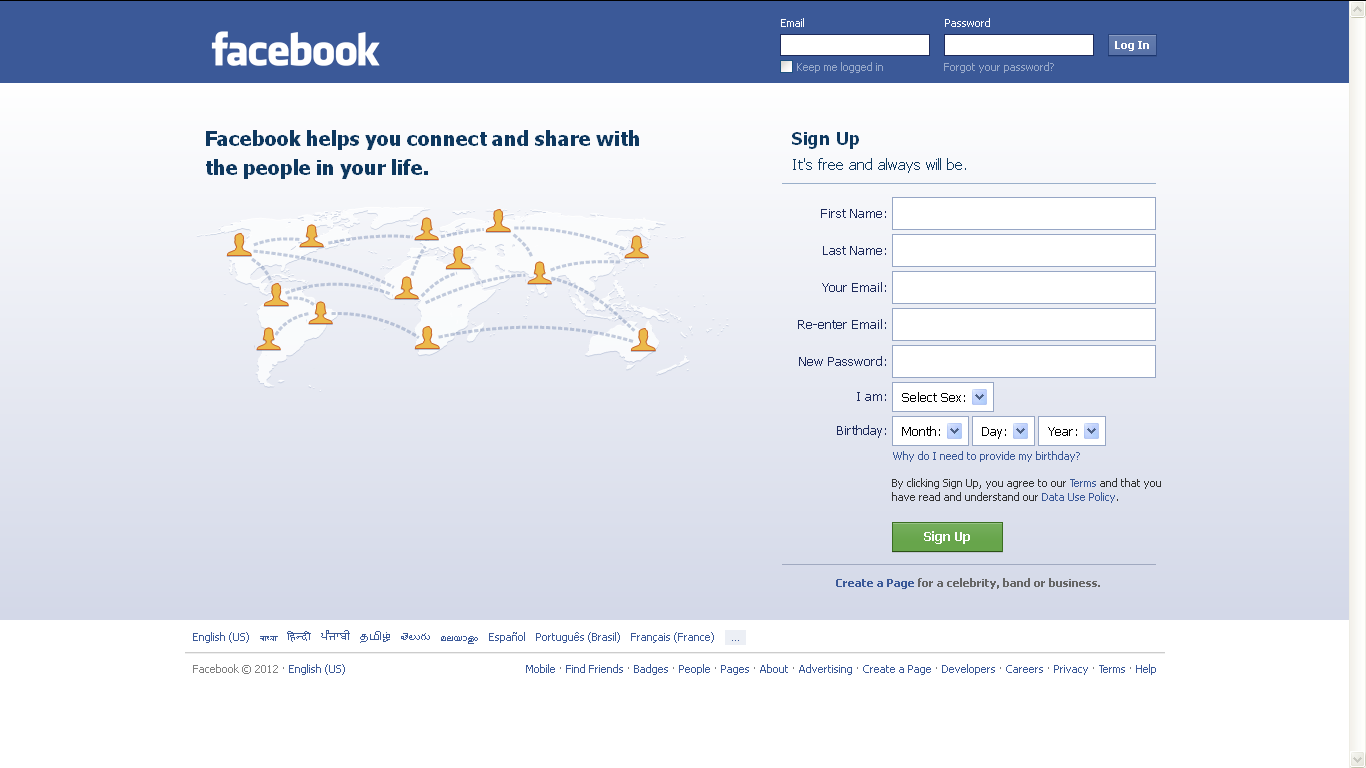 facebook
Email
Password
Log In
Keep me logged in
Forgot your password?
Facebook helps you connect and share with
the people in your life.
Sign Up
It's free and always will be.
First Name:
Last Name:
Your Email:
Re-enter Email:
New Password:
I am:
Select Sex:
Birthday:
Month:
Day:
Year:
Why do I need to provide my birthday?
By clicking Sign Up, you agree to our Terms and that you
have read and understand our Data Use Policy.
Sign Up
Create a Page for a celebrity, band or business.
English (US) বাংলা हिन्दी ਪੰਜਾਬੀ தமிழ் తెలుగు മലയാളം Español Português (Brasil) Français (France) ...
Facebook © 2012 · English (US)
Mobile · Find Friends · Badges · People · Pages · About · Advertising · Create a Page · Developers · Careers · Privacy · Terms · Help